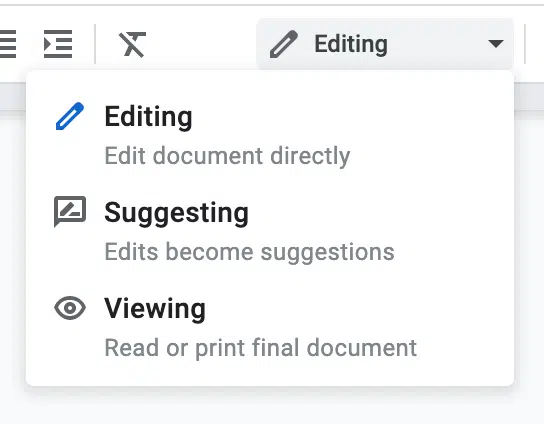 Editing
Editing
Edit document directly
Suggesting
Edits become suggestions
Viewing
Read or print final document